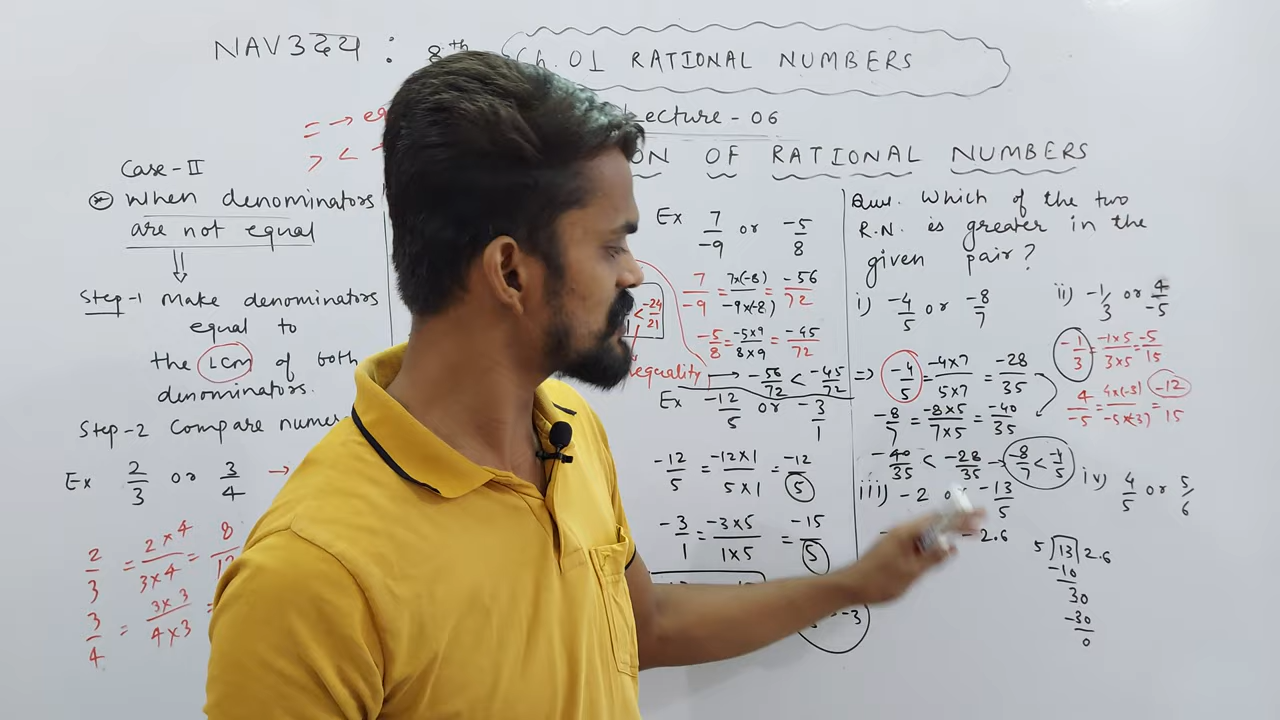 NAV3JJY : 8th Ch. 01 RATIONAL NUMBERS
Lecture - 06
ON OF RATIONAL NUMBERS
= →
> <
Case-II
* When denominators
are not equal
⇓
Step-1 Make denominators
equal to
the LCM of both
denominators.
Step-2 Compare
Ex 2/3 or 3/4 →
2/3 = 2×4/3×4 = 8/
3/4 = 3×3/4×3 =
< -24/21
equality
Ex 7/-9 or -5/8
7/-9 = 7×(-8)/-9×(-8) = -56/72
-5/8 = -5×9/8×9 = -45/72
→ -56/72 < -45/72
Ex -12/5 or -3/1
-12/5 = -12×1/5×1 = -12/5
-3/1 = -3×5/1×5 = -15/5
-3
Ques. Which of the two
R.N. is greater in the
given pair?
i) -4/5 or -8/7
⇒ -4/5 = -4×7/5×7 = -28/35
-8/7 = -8×5/7×5 = -40/35
-40/35 < -28/35 → -8/7 < -4/5
ii) -1/3 or 4/-5
-1/3 = -1×5/3×5 = -5/15
4/-5 = 4×(-3)/-5×(-3) = -12/15
iii) -2 or -13/5
-2.6
5 13 2.6
-10
30
-30
0
iv) 4/5 or 5/6